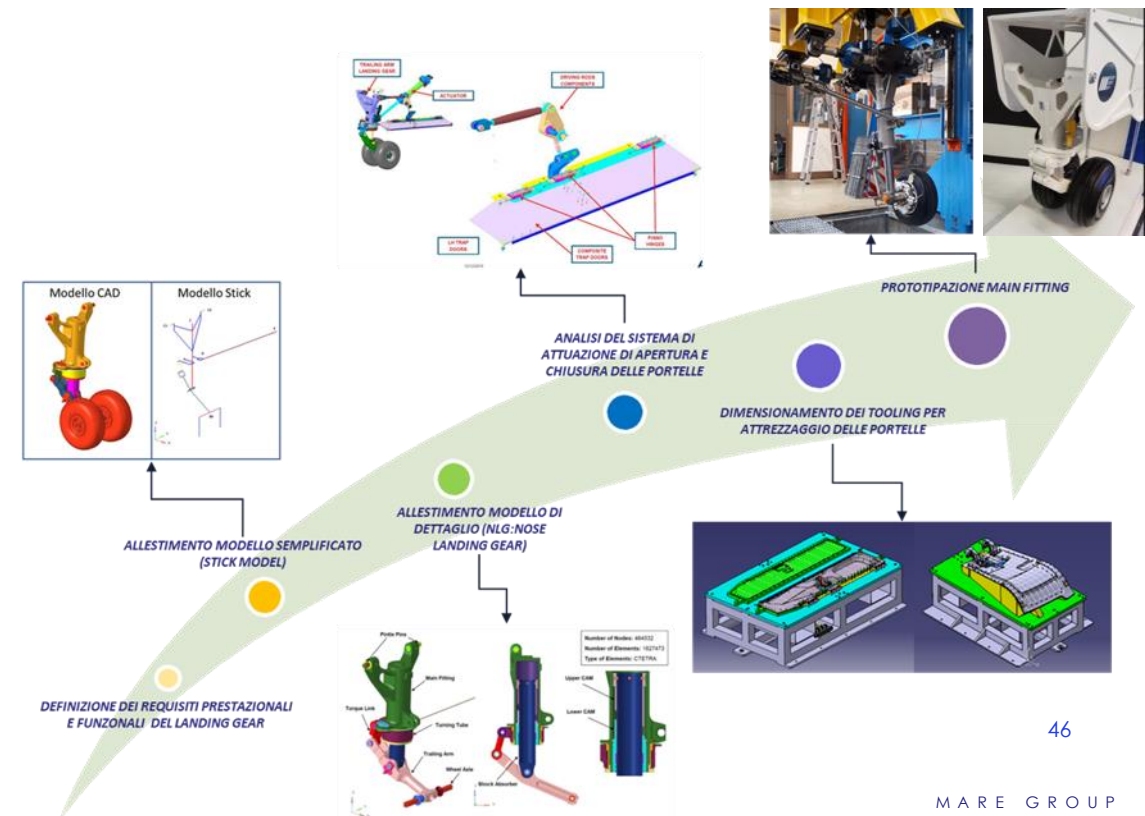 TRAILING ARM
LANDING GEAR
ACTUATOR
DRIVING RODS
COMPONENTS
LH TRAP
DOORS
COMPOSITE
TRAP DOORS
PIANO
HINGES
Modello CAD
Modello Stick
PROTOTIPAZIONE MAIN FITTING
ANALISI DEL SISTEMA DI
ATTUAZIONE DI APERTURA E
CHIUSURA DELLE PORTELLE
DIMENSIONAMENTO DEI TOOLING PER
ATTREZZAGGIO DELLE PORTELLE
ALLESTIMENTO MODELLO DI
DETTAGLIO (NLG:NOSE
LANDING GEAR)
ALLESTIMENTO MODELLO SEMPLIFICATO
(STICK MODEL)
DEFINIZIONE DEI REQUISITI PRESTAZIONALI
E FUNZONALI DEL LANDING GEAR
Pintle Pins
Main Fitting
Torque Link
Turning Tube
Trailing Arm
Wheel Axle
Shock Absorber
Number of Nodes: 484532
Number of Elements: 1827473
Type of Elements: CTETRA
Upper CAM
Lower CAM
46
MARE GROUP